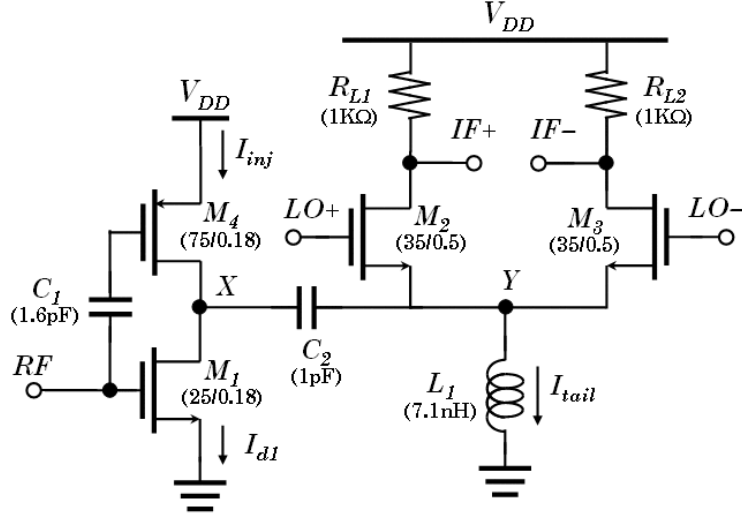 V_DD
R_L1
(1KΩ)
R_L2
(1KΩ)
V_DD
I_inj
IF+
IF−
M_4
(75/0.18)
LO+
M_2
(35/0.5)
M_3
(35/0.5)
LO−
C_1
(1.6pF)
X
Y
C_2
(1pF)
RF
M_1
(25/0.18)
L_1
(7.1nH)
I_tail
I_d1